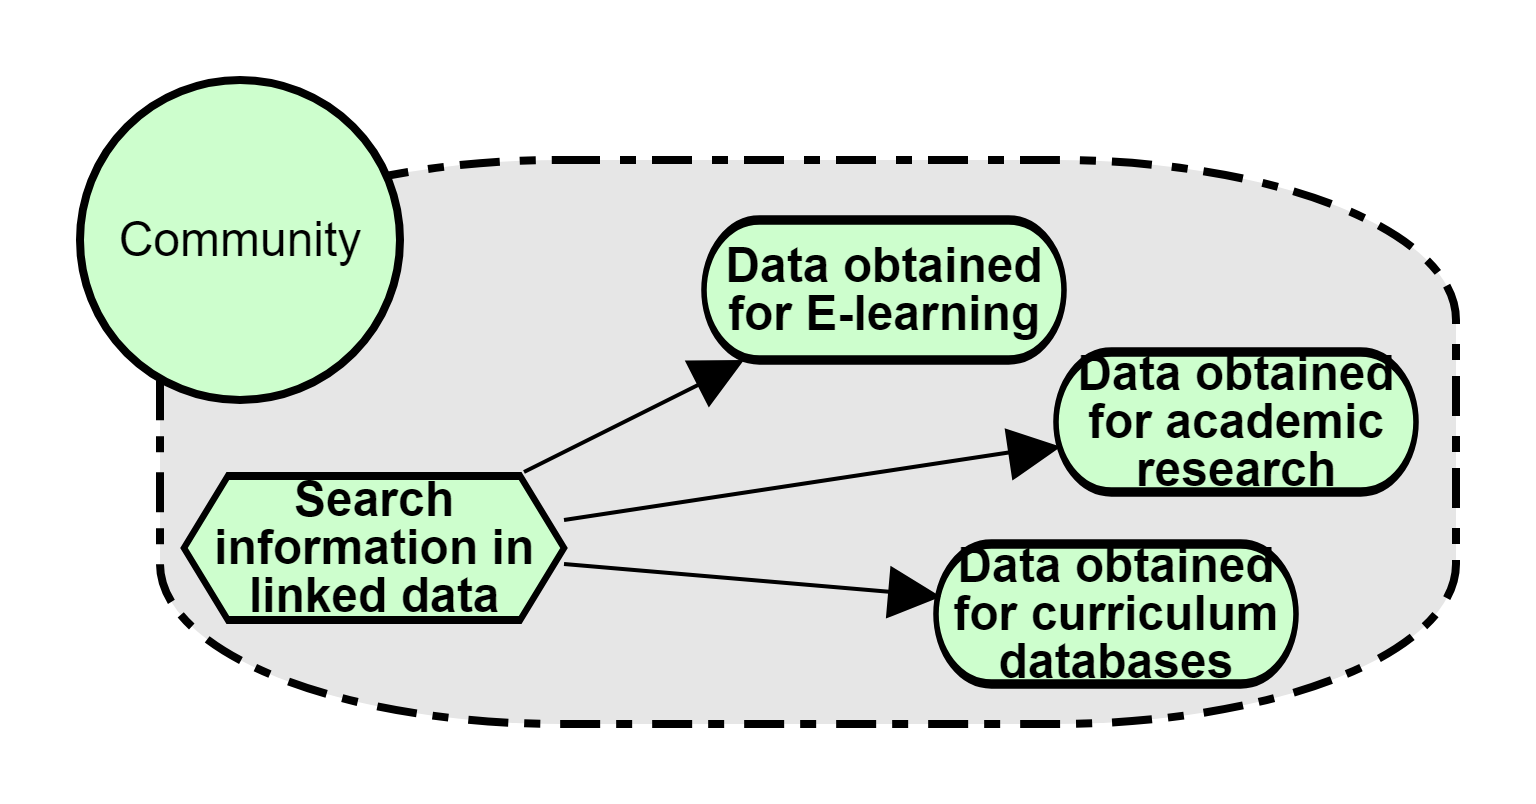 Community
Data obtained
for E-learning
Data obtained
for academic
research
Search
information in
linked data
Data obtained
for curriculum
databases